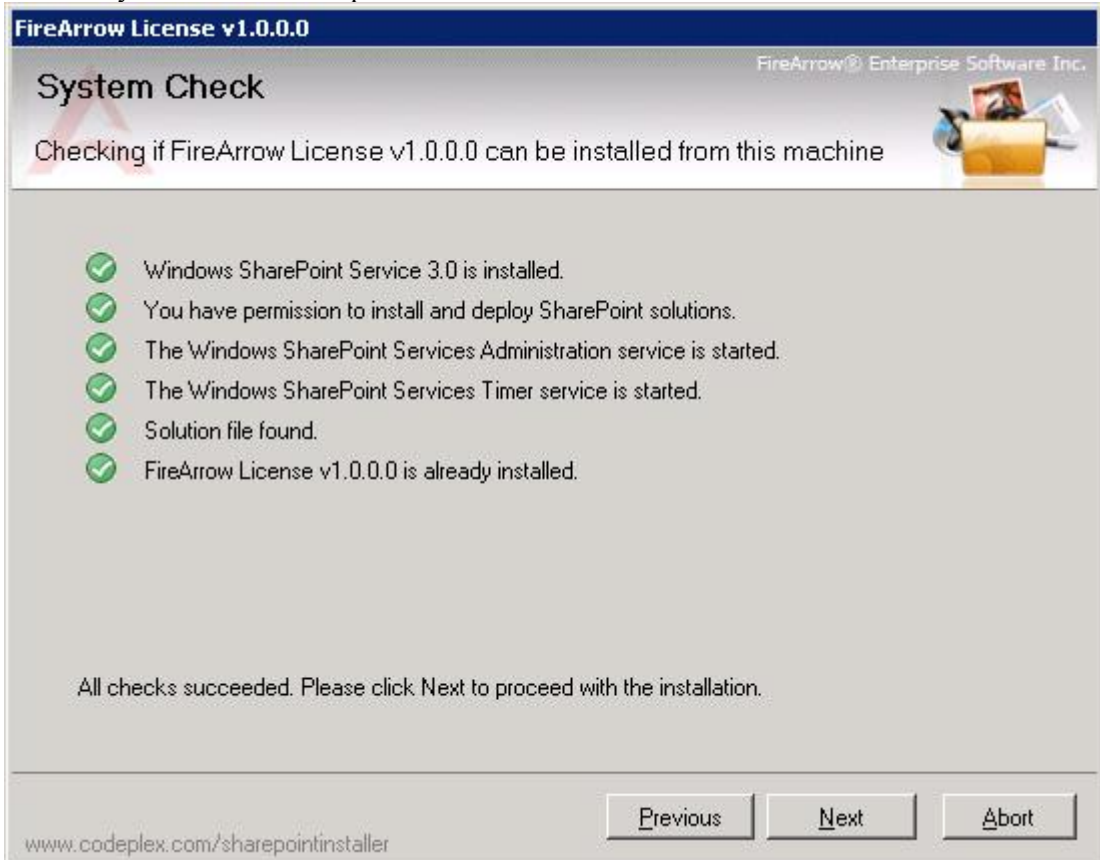 FireArrow License v1.0.0.0
FireArrow® Enterprise Software Inc.
System Check
Checking if FireArrow License v1.0.0.0 can be installed from this machine
Windows SharePoint Service 3.0 is installed.
You have permission to install and deploy SharePoint solutions.
The Windows SharePoint Services Administration service is started.
The Windows SharePoint Services Timer service is started.
Solution file found.
FireArrow License v1.0.0.0 is already installed.
All checks succeeded. Please click Next to proceed with the installation.
Previous Next Abort
www.codeplex.com/sharepointinstaller